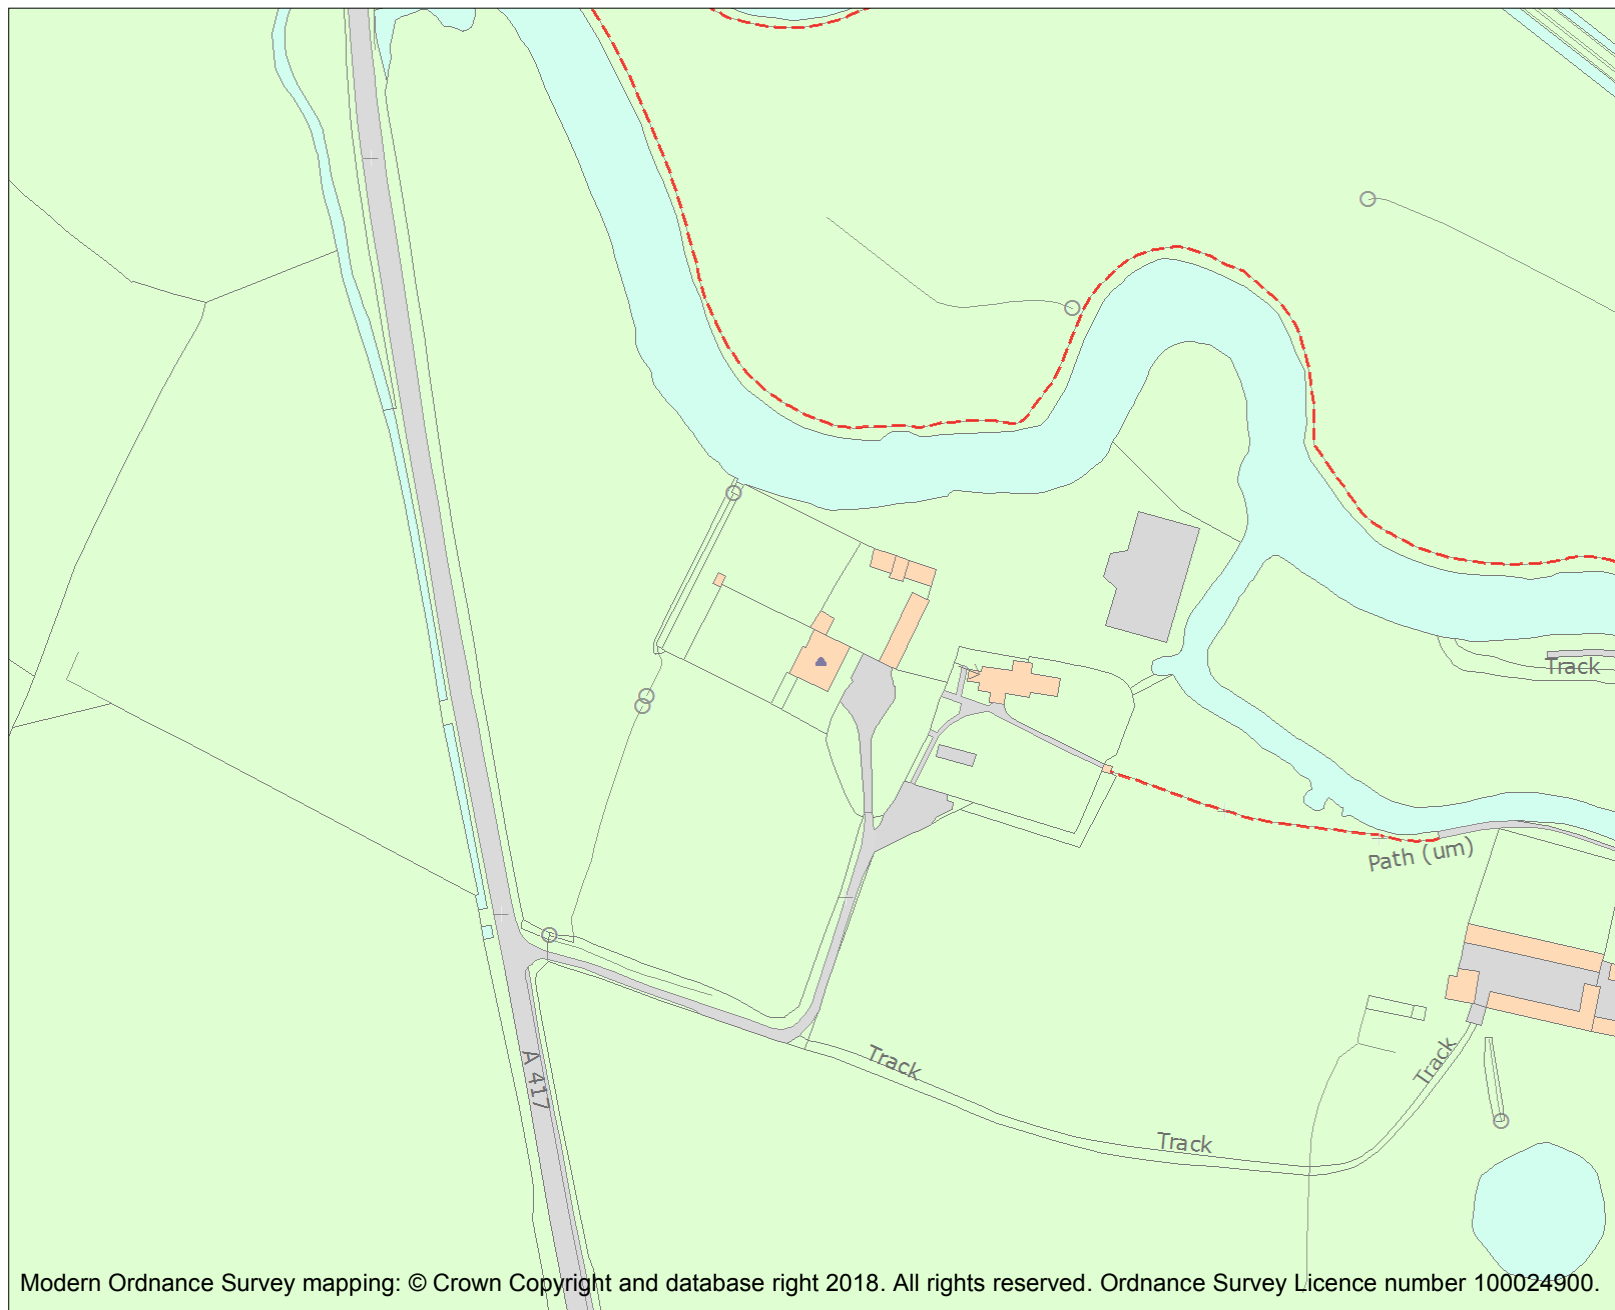 Track
Path (um)
Track
A 417
Track
Track
Modern Ordnance Survey mapping: © Crown Copyright and database right 2018. All rights reserved. Ordnance Survey Licence number 100024900.